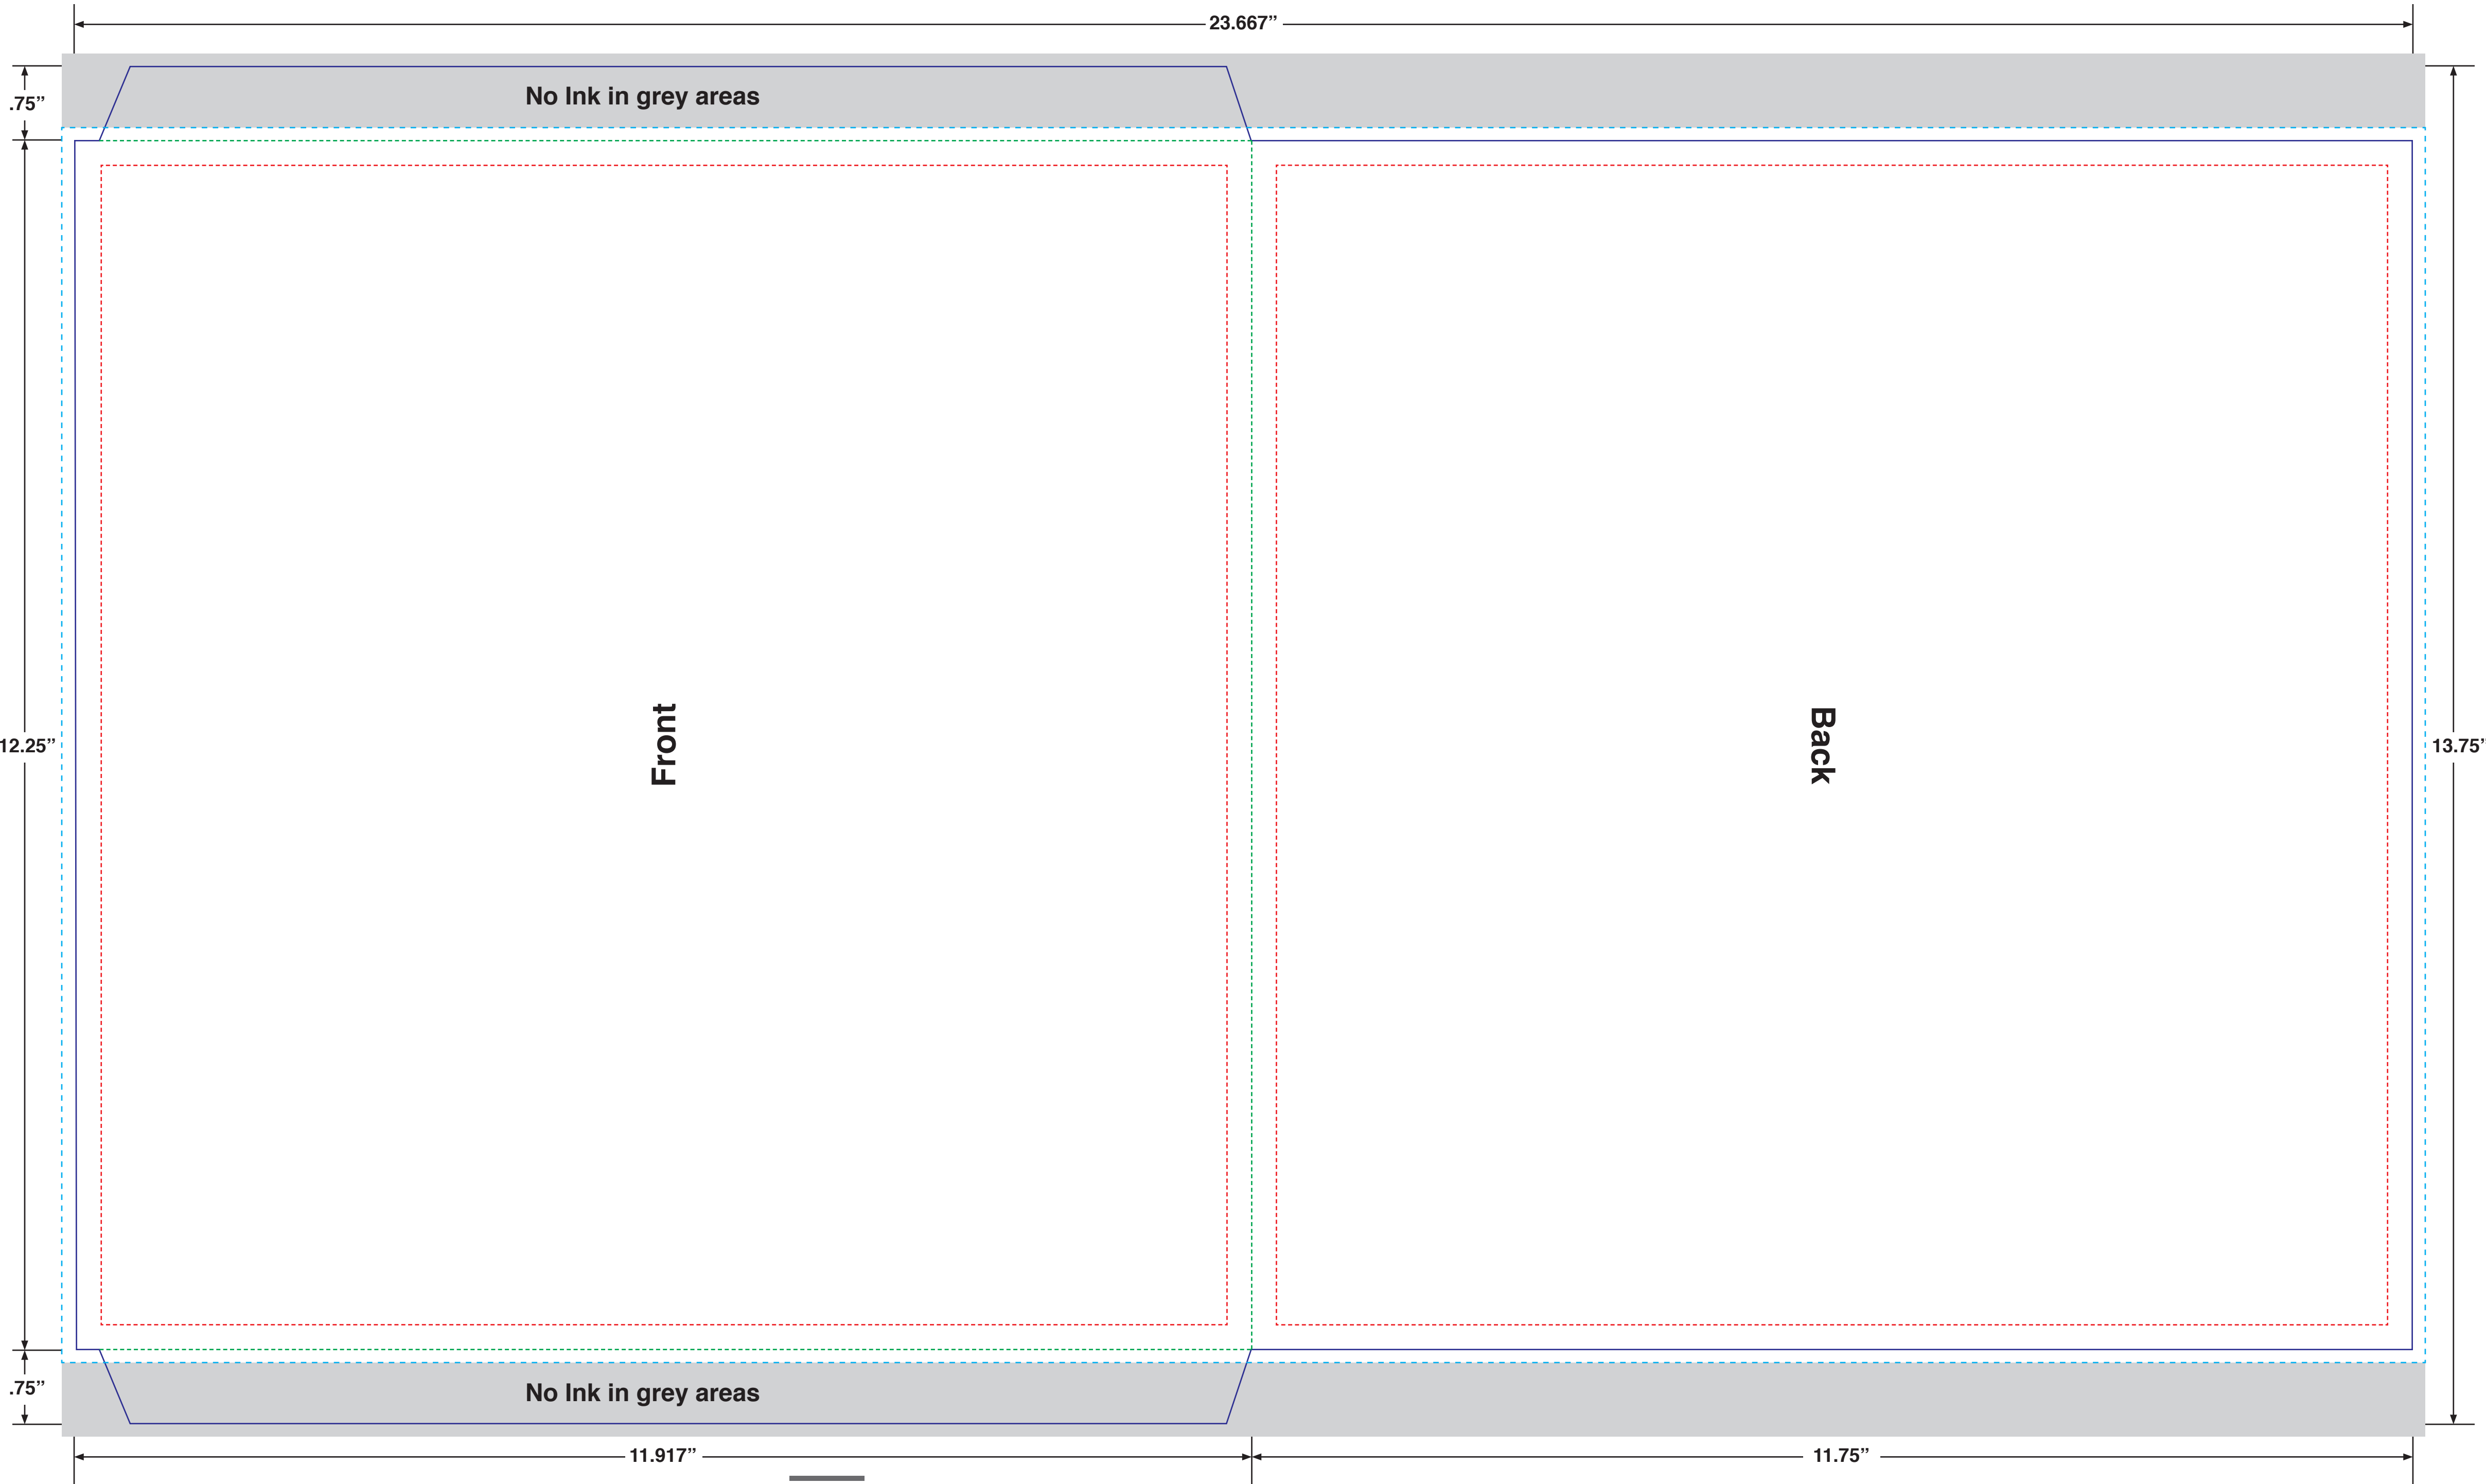 23.667”
No Ink in grey areas
.75”
Front
Back
12.25”
13.75”
.75”
No Ink in grey areas
11.917”
11.75”